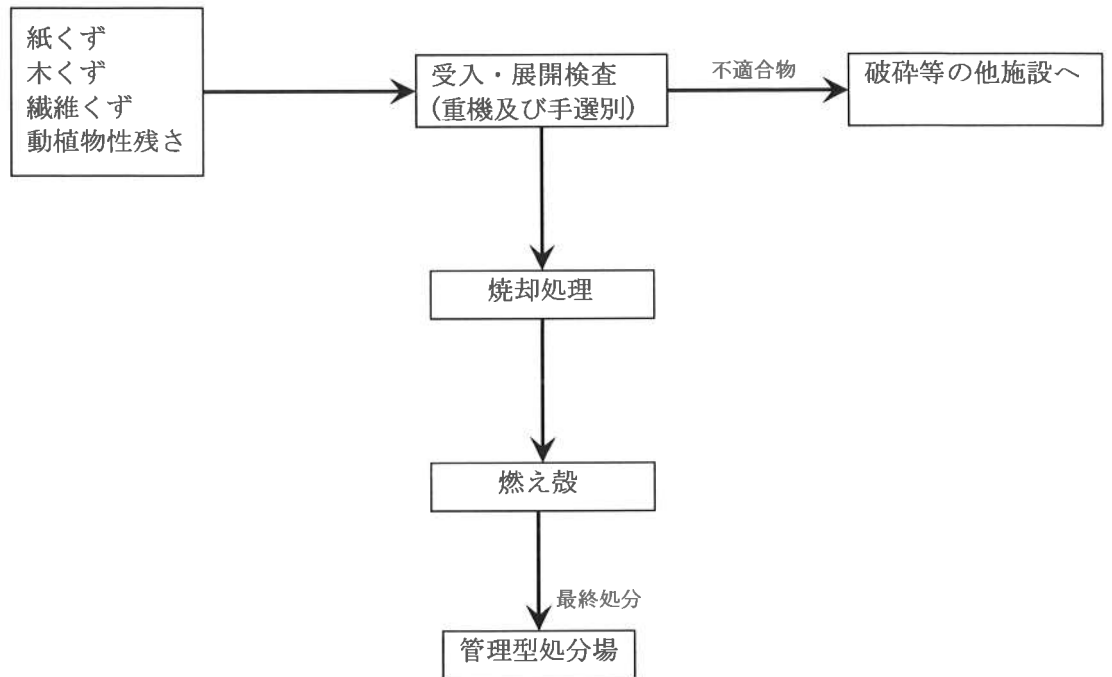 紙くず
木くず
繊維くず
動植物性残さ
受入・展開検査
(重機及び手選別)
不適合物
破砕等の他施設へ
焼却処理
燃え殻
最終処分
管理型処分場